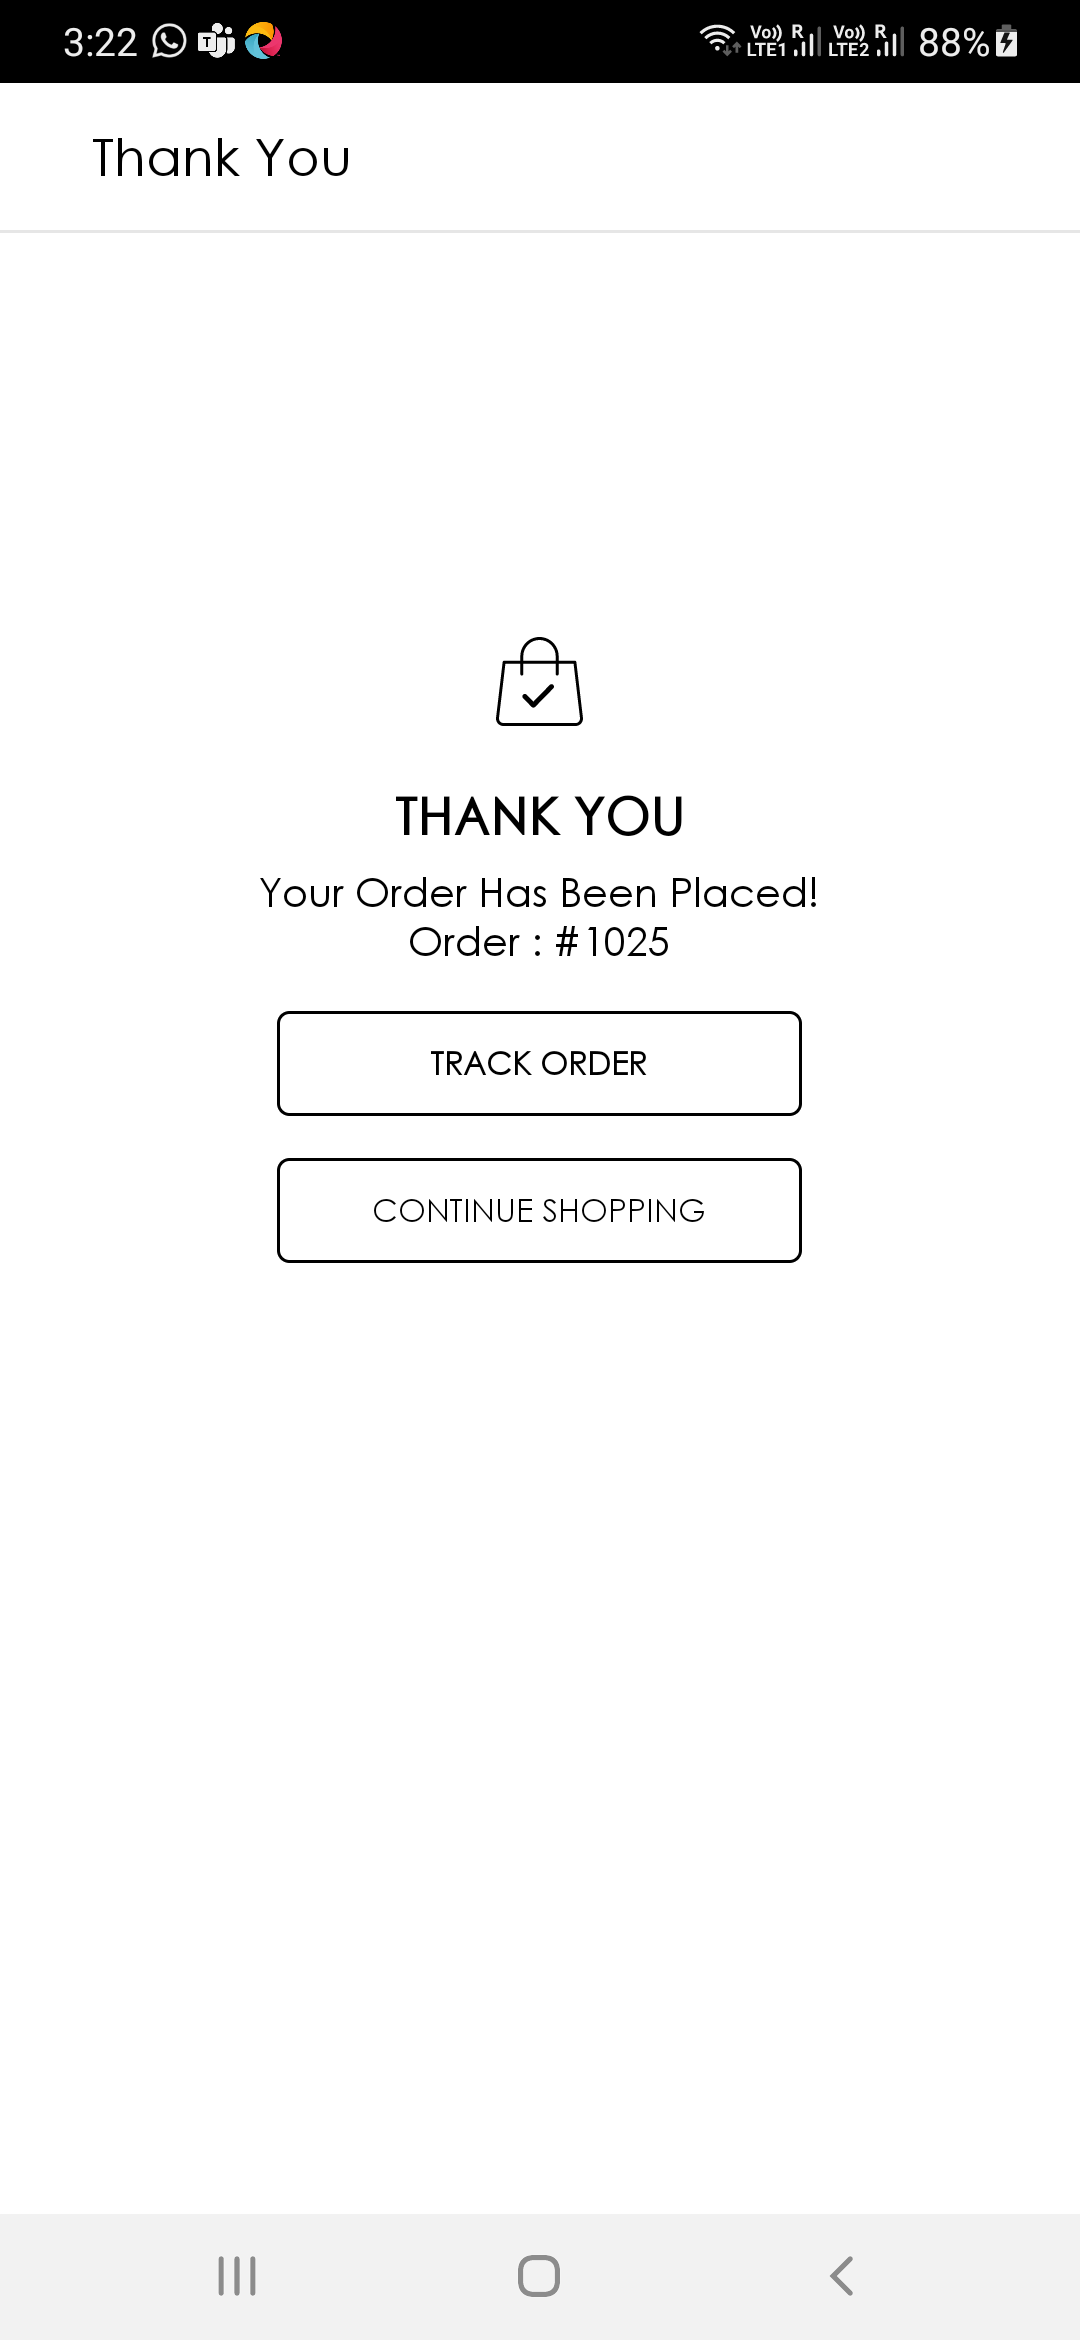 3:22
Vo)) R LTE1 Vo)) R LTE2 88%
Thank You
THANK YOU
Your Order Has Been Placed!
Order : #1025
TRACK ORDER
CONTINUE SHOPPING